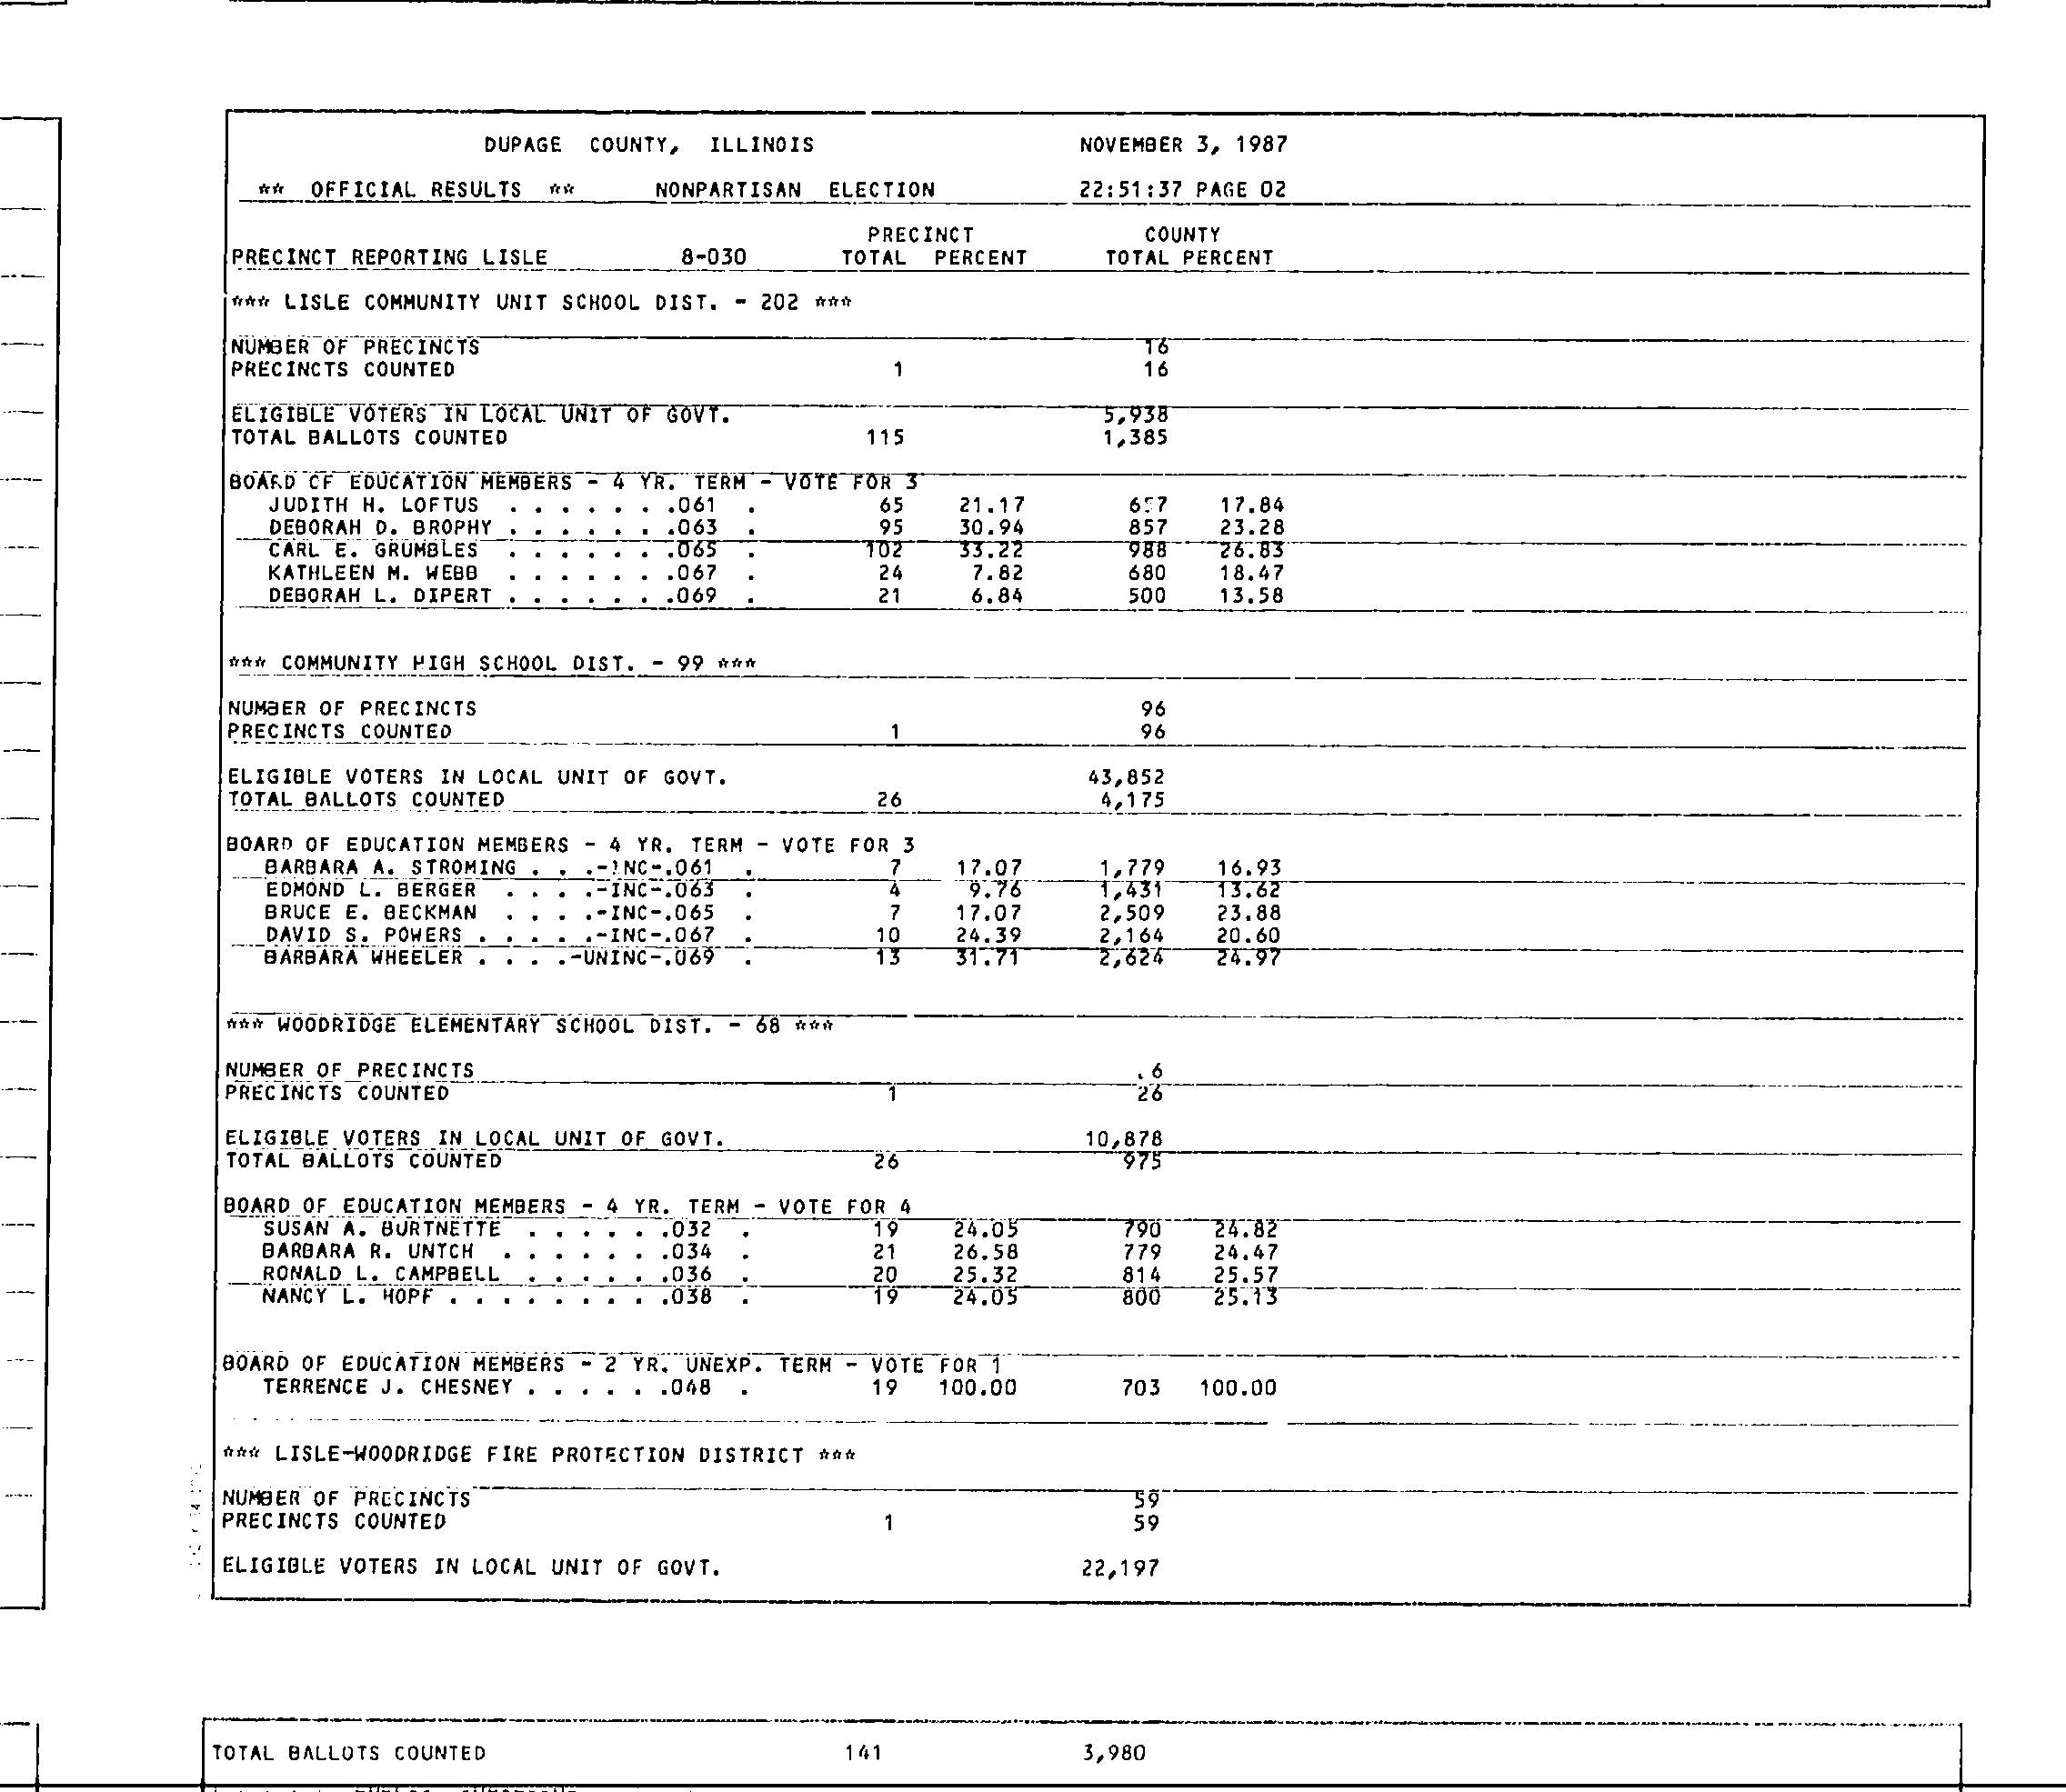 DUPAGE COUNTY, ILLINOIS NOVEMBER 3, 1987
** OFFICIAL RESULTS ** NONPARTISAN ELECTION 22:51:37 PAGE 02
PRECINCT COUNTY
PRECINCT REPORTING LISLE 8-030 TOTAL PERCENT TOTAL PERCENT
*** LISLE COMMUNITY UNIT SCHOOL DIST. - 202 ***
NUMBER OF PRECINCTS 16
PRECINCTS COUNTED 1 16
ELIGIBLE VOTERS IN LOCAL UNIT OF GOVT. 5,938
TOTAL BALLOTS COUNTED 115 1,385
BOARD OF EDUCATION MEMBERS - 4 YR. TERM - VOTE FOR 3
JUDITH H. LOFTUS . . . . . . .061 . 65 21.17 17.84
DEBORAH D. BROPHY . . . . . . .063 . 95 30.94 857 23.28
CARL E. GRUMBLES . . . . . . .065 . 102 33.22 988 26.83
KATHLEEN M. WEBB . . . . . . .067 . 24 7.82 680 18.47
DEBORAH L. DIPERT . . . . . . .069 . 21 6.84 500 13.58
*** COMMUNITY HIGH SCHOOL DIST. - 99 ***
NUMBER OF PRECINCTS 96
PRECINCTS COUNTED 1 96
ELIGIBLE VOTERS IN LOCAL UNIT OF GOVT. 43,852
TOTAL BALLOTS COUNTED 26 4,175
BOARD OF EDUCATION MEMBERS - 4 YR. TERM - VOTE FOR 3
BARBARA A. STROMING . . .-INC-.061 . 7 17.07 1,779 16.93
EDMOND L. BERGER . . . .-INC-.063 . 4 9.76 1,431 13.62
BRUCE E. BECKMAN . . . .-INC-.065 . 7 17.07 2,509 23.88
DAVID S. POWERS . . . . .-INC-.067 . 10 24.39 2,164 20.60
BARBARA WHEELER . . . .-UNINC-.069 . 13 31.71 2,624 24.97
*** WOODRIDGE ELEMENTARY SCHOOL DIST. - 68 ***
NUMBER OF PRECINCTS
PRECINCTS COUNTED 1 26
ELIGIBLE VOTERS IN LOCAL UNIT OF GOVT. 10,878
TOTAL BALLOTS COUNTED 26 975
BOARD OF EDUCATION MEMBERS - 4 YR. TERM - VOTE FOR 4
SUSAN A. BURTNETTE . . . . . .032 . 19 24.05 790 24.82
BARBARA R. UNTCH . . . . . . .034 . 21 26.58 779 24.47
RONALD L. CAMPBELL . . . . . .036 . 20 25.32 814 25.57
NANCY L. HOPF . . . . . . . . .038 . 19 24.05 800 25.13
BOARD OF EDUCATION MEMBERS - 2 YR. UNEXP. TERM - VOTE FOR 1
TERRENCE J. CHESNEY . . . . . .048 . 19 100.00 703 100.00
*** LISLE-WOODRIDGE FIRE PROTECTION DISTRICT ***
NUMBER OF PRECINCTS 59
PRECINCTS COUNTED 1 59
ELIGIBLE VOTERS IN LOCAL UNIT OF GOVT. 22,197
TOTAL BALLOTS COUNTED 141 3,980